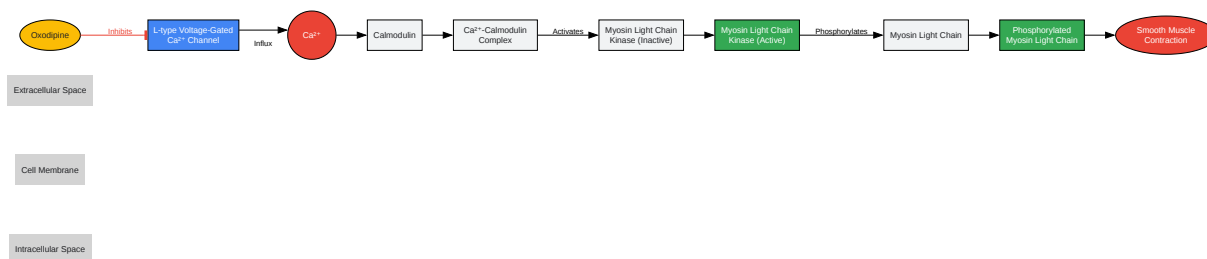 Oxodipine
Inhibits
L-type Voltage-Gated
Ca²⁺ Channel
Influx
Ca²⁺
Calmodulin
Ca²⁺-Calmodulin
Complex
Activates
Myosin Light Chain
Kinase (Inactive)
Myosin Light Chain
Kinase (Active)
Phosphorylates
Myosin Light Chain
Phosphorylated
Myosin Light Chain
Smooth Muscle
Contraction
Extracellular Space
Cell Membrane
Intracellular Space